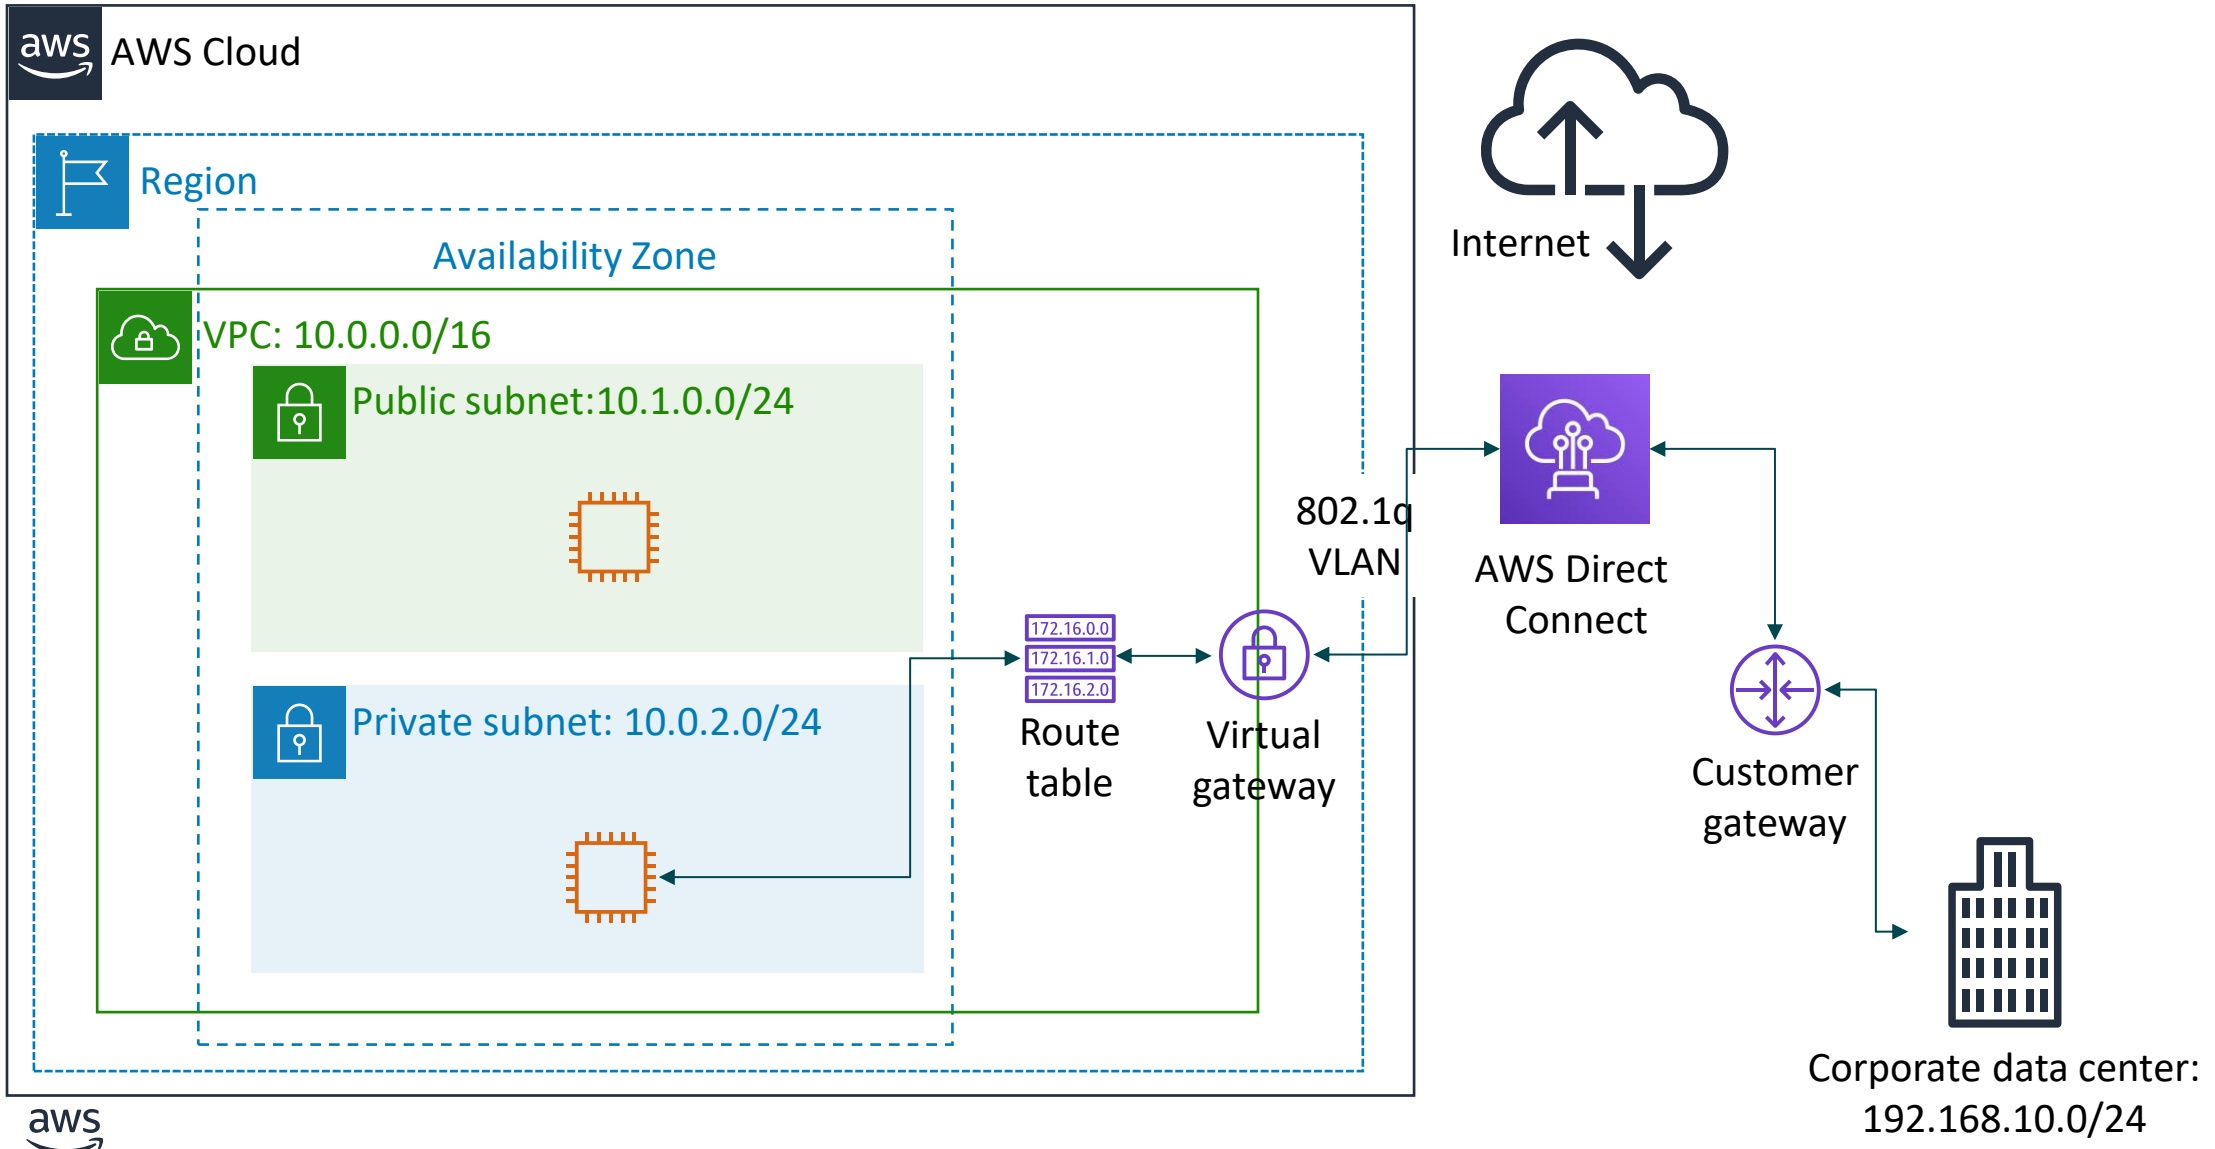 aws
AWS Cloud
Region
Availability Zone
VPC: 10.0.0.0/16
Public subnet:10.1.0.0/24
Private subnet: 10.0.2.0/24
172.16.0.0
172.16.1.0
172.16.2.0
Route
table
Virtual
gateway
802.1q
VLAN
Internet
AWS Direct
Connect
Customer
gateway
Corporate data center:
192.168.10.0/24
aws